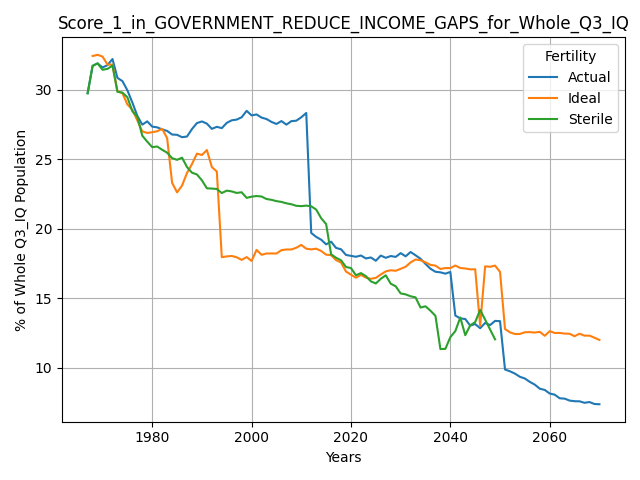 Score_1_in_GOVERNMENT_REDUCE_INCOME_GAPS_for_Whole_Q3_IQ
% of Whole Q3_IQ Population
30
25
20
15
10
Fertility
Actual
Ideal
Sterile
1980
2000
2020
2040
2060
Years